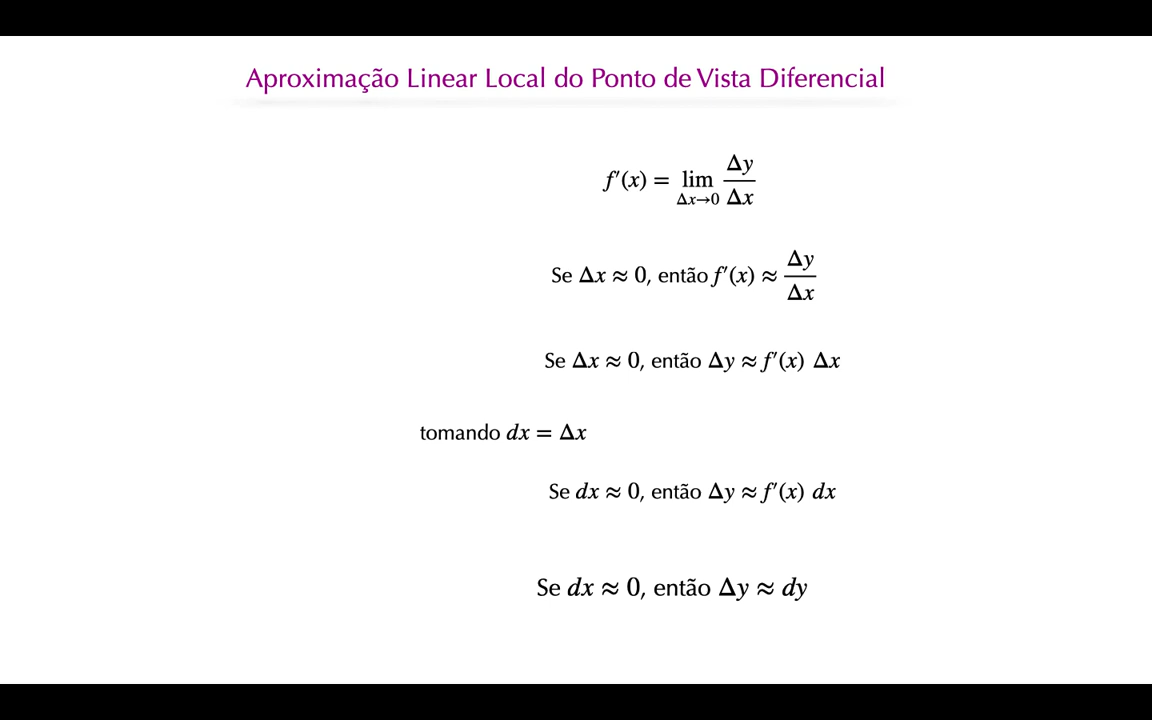 Aproximação Linear Local do Ponto de Vista Diferencial
f′(x) = lim Δx→0 Δy/Δx
Se Δx ≈ 0, então f′(x) ≈ Δy/Δx
Se Δx ≈ 0, então Δy ≈ f′(x) Δx
tomando dx = Δx
Se dx ≈ 0, então Δy ≈ f′(x) dx
Se dx ≈ 0, então Δy ≈ dy